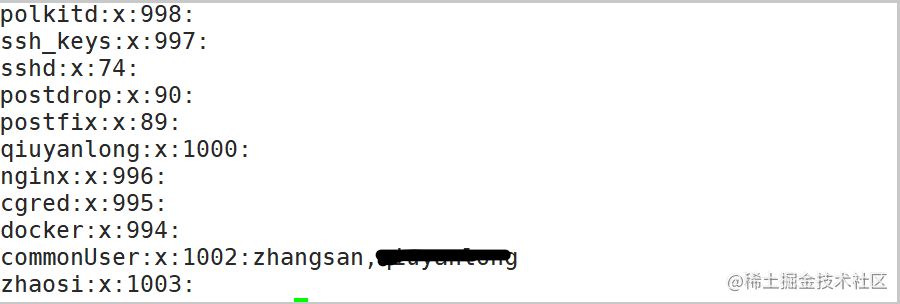 polkitd:x:998:
ssh_keys:x:997:
sshd:x:74:
postdrop:x:90:
postfix:x:89:
qiuyanlong:x:1000:
nginx:x:996:
cgred:x:995:
docker:x:994:
commonUser:x:1002:zhangsan,
zhaosi:x:1003:
@稀土掘金技术社区